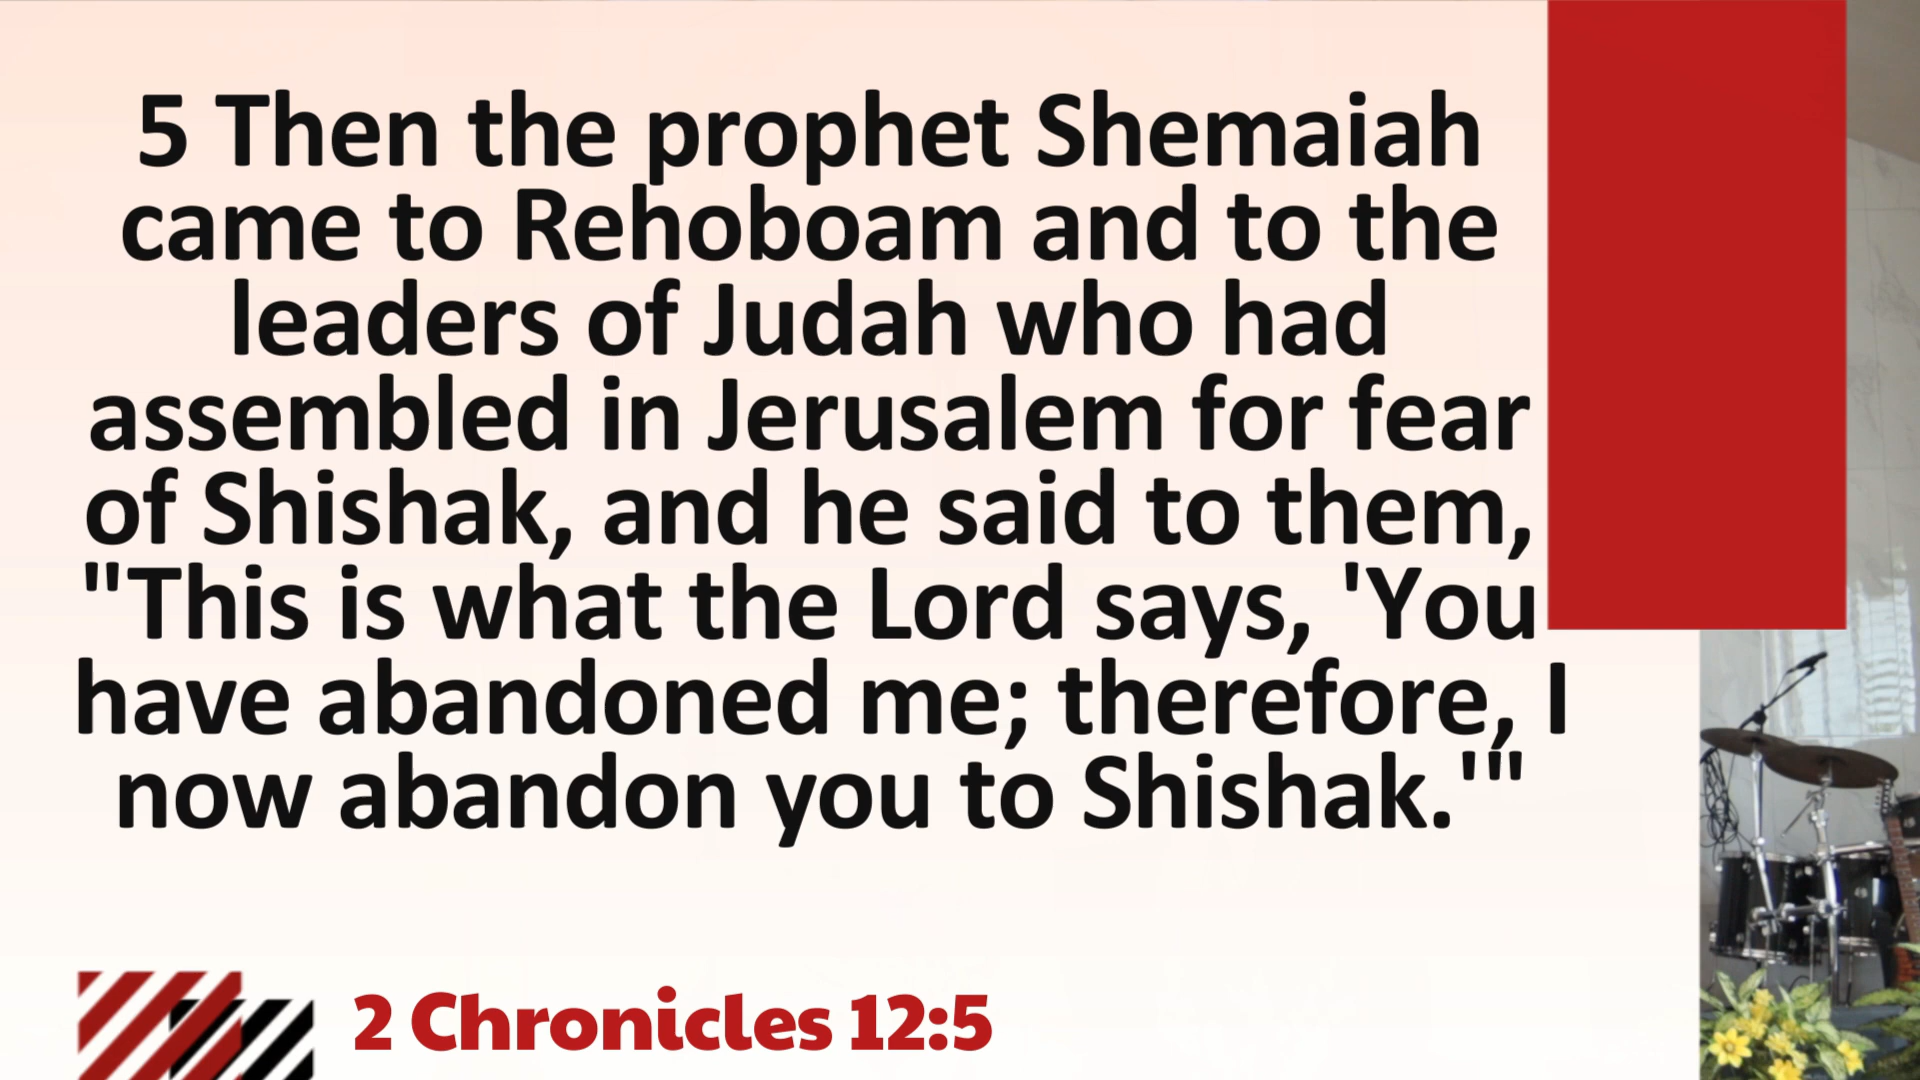 5 Then the prophet Shemaiah
came to Rehoboam and to the
leaders of Judah who had
assembled in Jerusalem for fear
of Shishak, and he said to them,
"This is what the Lord says, 'You
have abandoned me; therefore, I
now abandon you to Shishak.'"
2 Chronicles 12:5